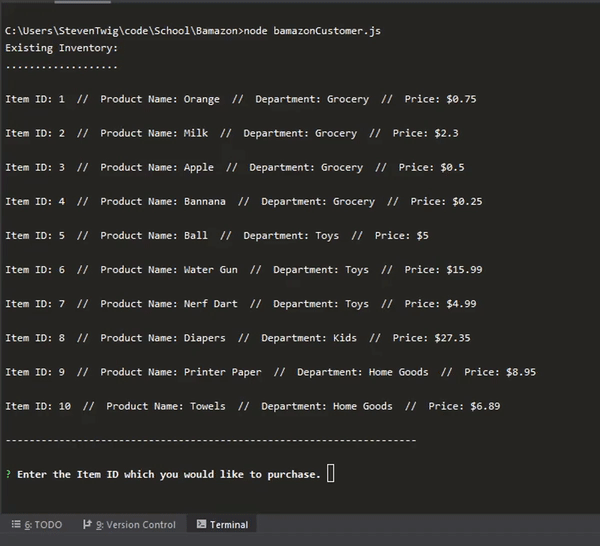 C:\Users\StevenTwig\code\School\Bamazon>node bamazonCustomer.js
Existing Inventory:
...................
Item ID: 1  //  Product Name: Orange  //  Department: Grocery  //  Price: $0.75
Item ID: 2  //  Product Name: Milk  //  Department: Grocery  //  Price: $2.3
Item ID: 3  //  Product Name: Apple  //  Department: Grocery  //  Price: $0.5
Item ID: 4  //  Product Name: Bannana  //  Department: Grocery  //  Price: $0.25
Item ID: 5  //  Product Name: Ball  //  Department: Toys  //  Price: $5
Item ID: 6  //  Product Name: Water Gun  //  Department: Toys  //  Price: $15.99
Item ID: 7  //  Product Name: Nerf Dart  //  Department: Toys  //  Price: $4.99
Item ID: 8  //  Product Name: Diapers  //  Department: Kids  //  Price: $27.35
Item ID: 9  //  Product Name: Printer Paper  //  Department: Home Goods  //  Price: $8.95
Item ID: 10  //  Product Name: Towels  //  Department: Home Goods  //  Price: $6.89
---------------------------------------------------------------------
? Enter the Item ID which you would like to purchase.
6: TODO  9: Version Control  Terminal